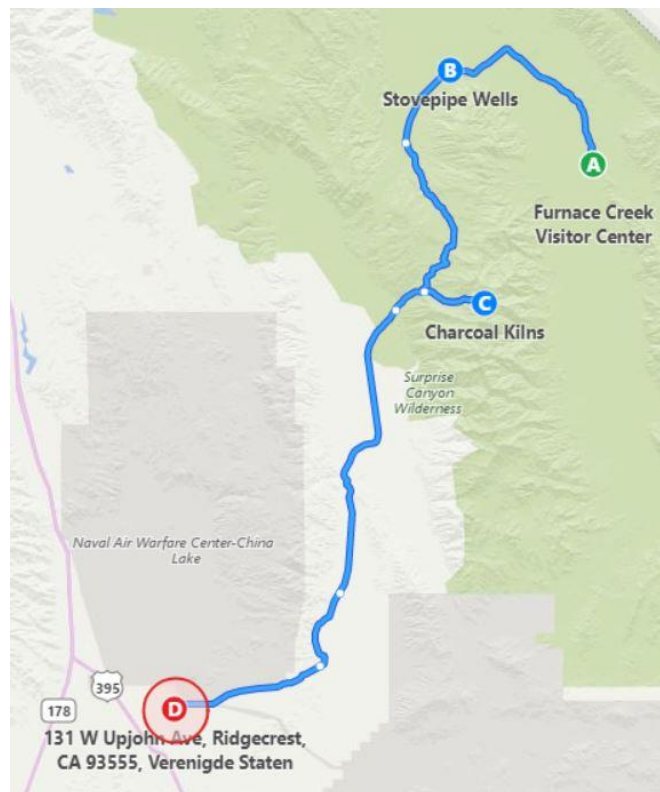 B
Stovepipe Wells
A
Furnace Creek
Visitor Center
C
Charcoal Kilns
Surprise
Canyon
Wilderness
Naval Air Warfare Center-China
Lake
395
178
D
131 W Upjohn Ave, Ridgecrest,
CA 93555, Verenigde Staten